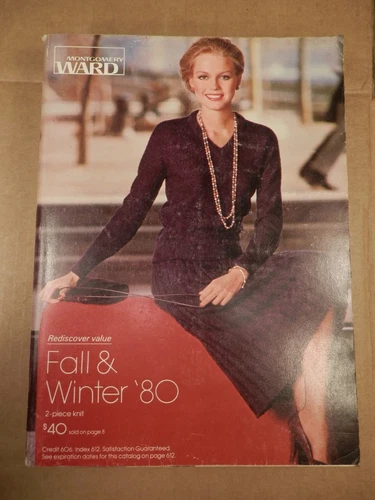 MONTGOMERY
WARD
Rediscover value
Fall &
Winter '80
2-piece knit
$40 sold on page 8
Credit 606, Index 612, Satisfaction Guaranteed.
See expiration dates for this catalog on page 612.